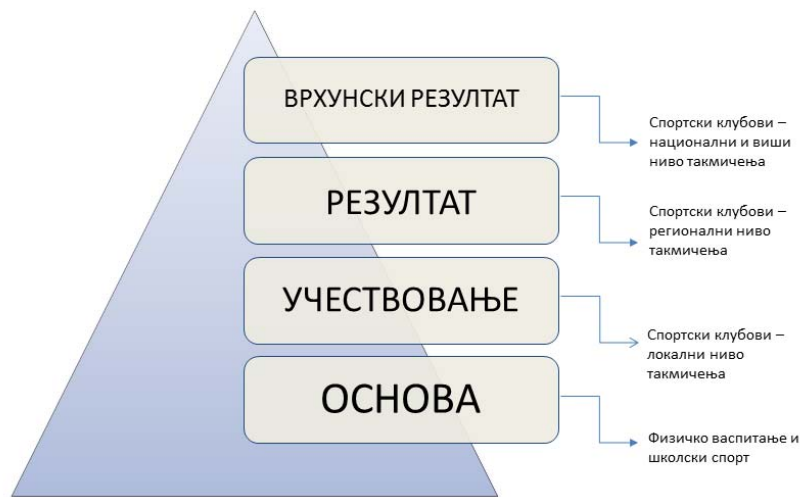 ВРХУНСКИ РЕЗУЛТАТ
Спортски клубови –
национални и виши
ниво такмичења
РЕЗУЛТАТ
Спортски клубови –
регионални ниво
такмичења
УЧЕСТВОВАЊЕ
Спортски клубови –
локални ниво
такмичења
ОСНОВА
Физичко васпитање и
школски спорт